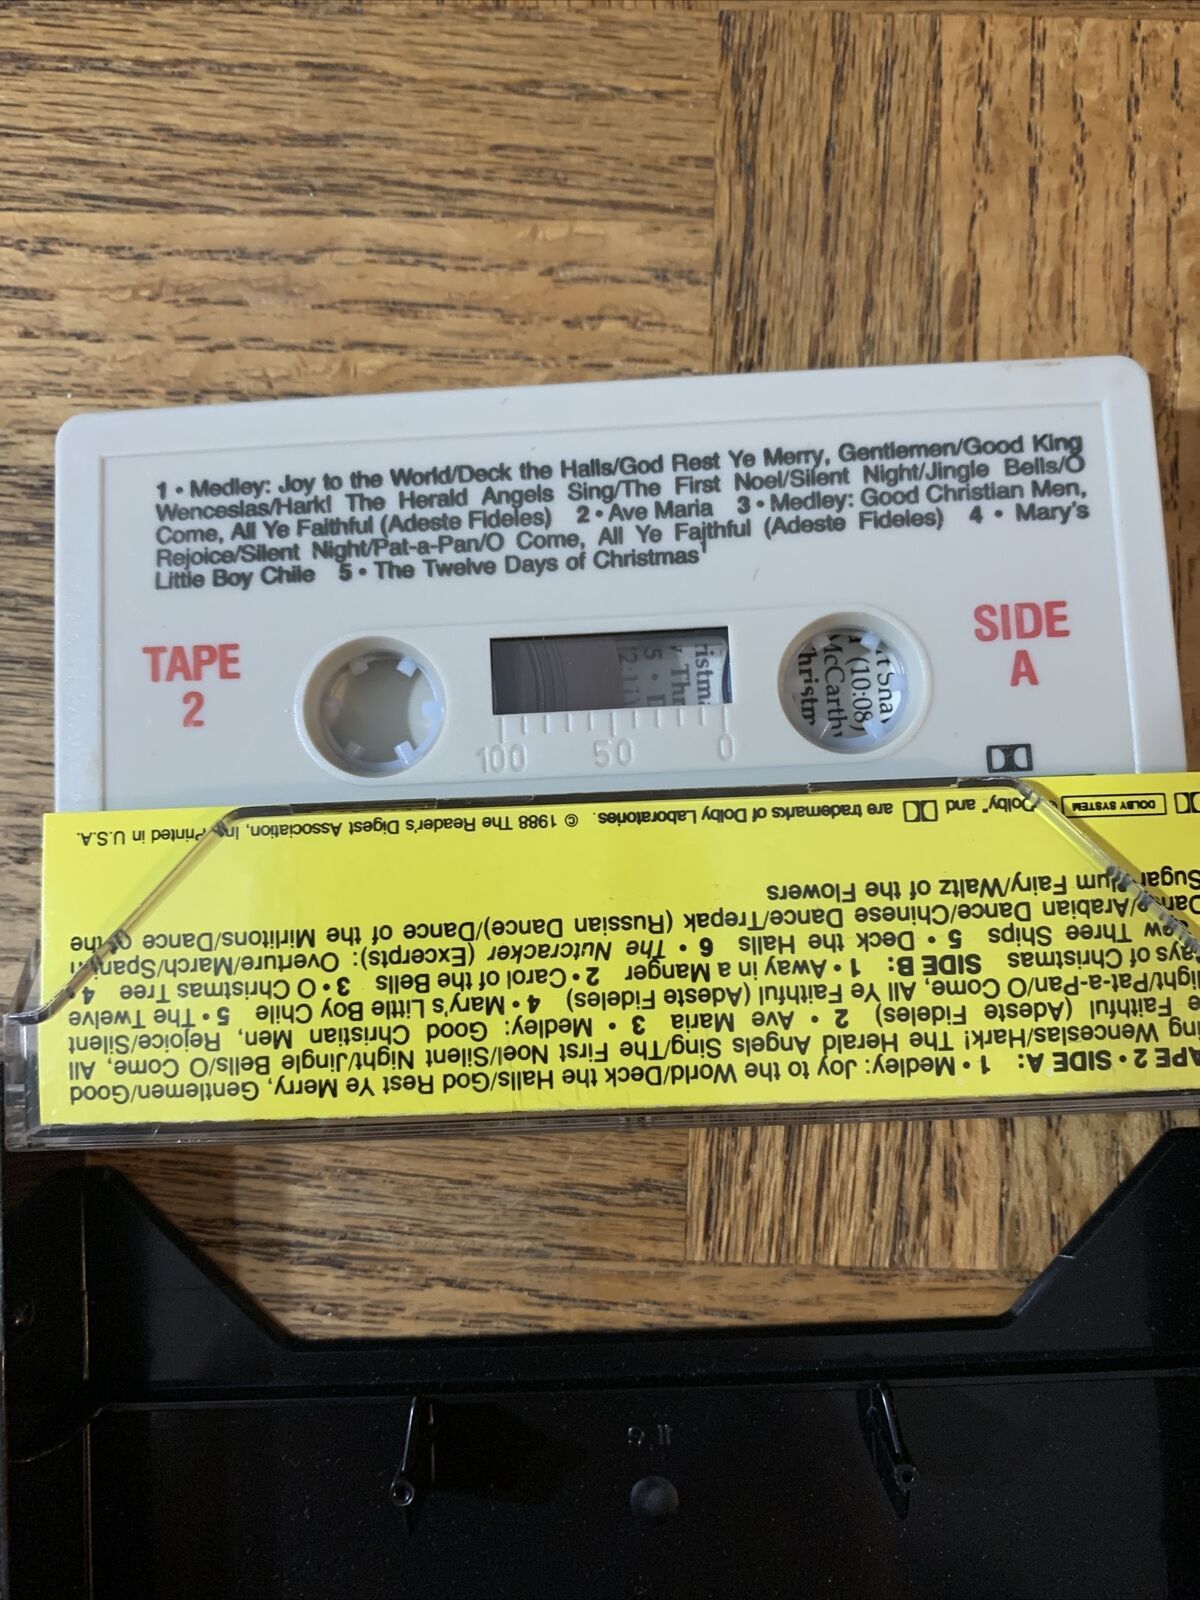 1 • Medley: Joy to the World/Deck the Halls/God Rest Ye Merry, Gentlemen/Good King
Wenceslas/Hark! The Herald Angels Sing/The First Noel/Silent Night/Jingle Bells/O
Come, All Ye Faithful (Adeste Fideles) 2 • Ave Maria 3 • Medley: Good Christian Men,
Rejoice/Silent Night/Pat-a-Pan/O Come, All Ye Faithful (Adeste Fideles) 4 • Mary's
Little Boy Chile 5 • The Twelve Days of Christmas
TAPE
2
SIDE
A
100 50 0
(10:08)
McCarthy
APE 2 • SIDE A: 1 • Medley: Joy to the World/Deck the Halls/God Rest Ye Merry, Gentlemen/Good
ing Wenceslas/Hark! The Herald Angels Sing/The First Noel/Silent Night/Jingle Bells/O Come, All
e Faithful (Adeste Fideles) 2 • Ave Maria 3 • Medley: Good Christian Men, Rejoice/Silent
light/Pat-a-Pan/O Come, All Ye Faithful (Adeste Fideles) 4 • Mary's Little Boy Chile 5 • The Twelve
ays of Christmas SIDE B: 1 • Away in a Manger 2 • Carol of the Bells 3 • O Christmas Tree 4 •
aw Three Ships 5 • Deck the Halls 6 • The Nutcracker (Excerpts): Overture/March/Spanish
Dance/Arabian Dance/Chinese Dance/Trepak (Russian Dance)/Dance of the Mirlitons/Dance of the
Sugar Plum Fairy/Waltz of the Flowers
DOLBY SYSTEM "Dolby" and are trademarks of Dolby Laboratories. © 1988 The Reader's Digest Association, Inc. Printed in U.S.A.